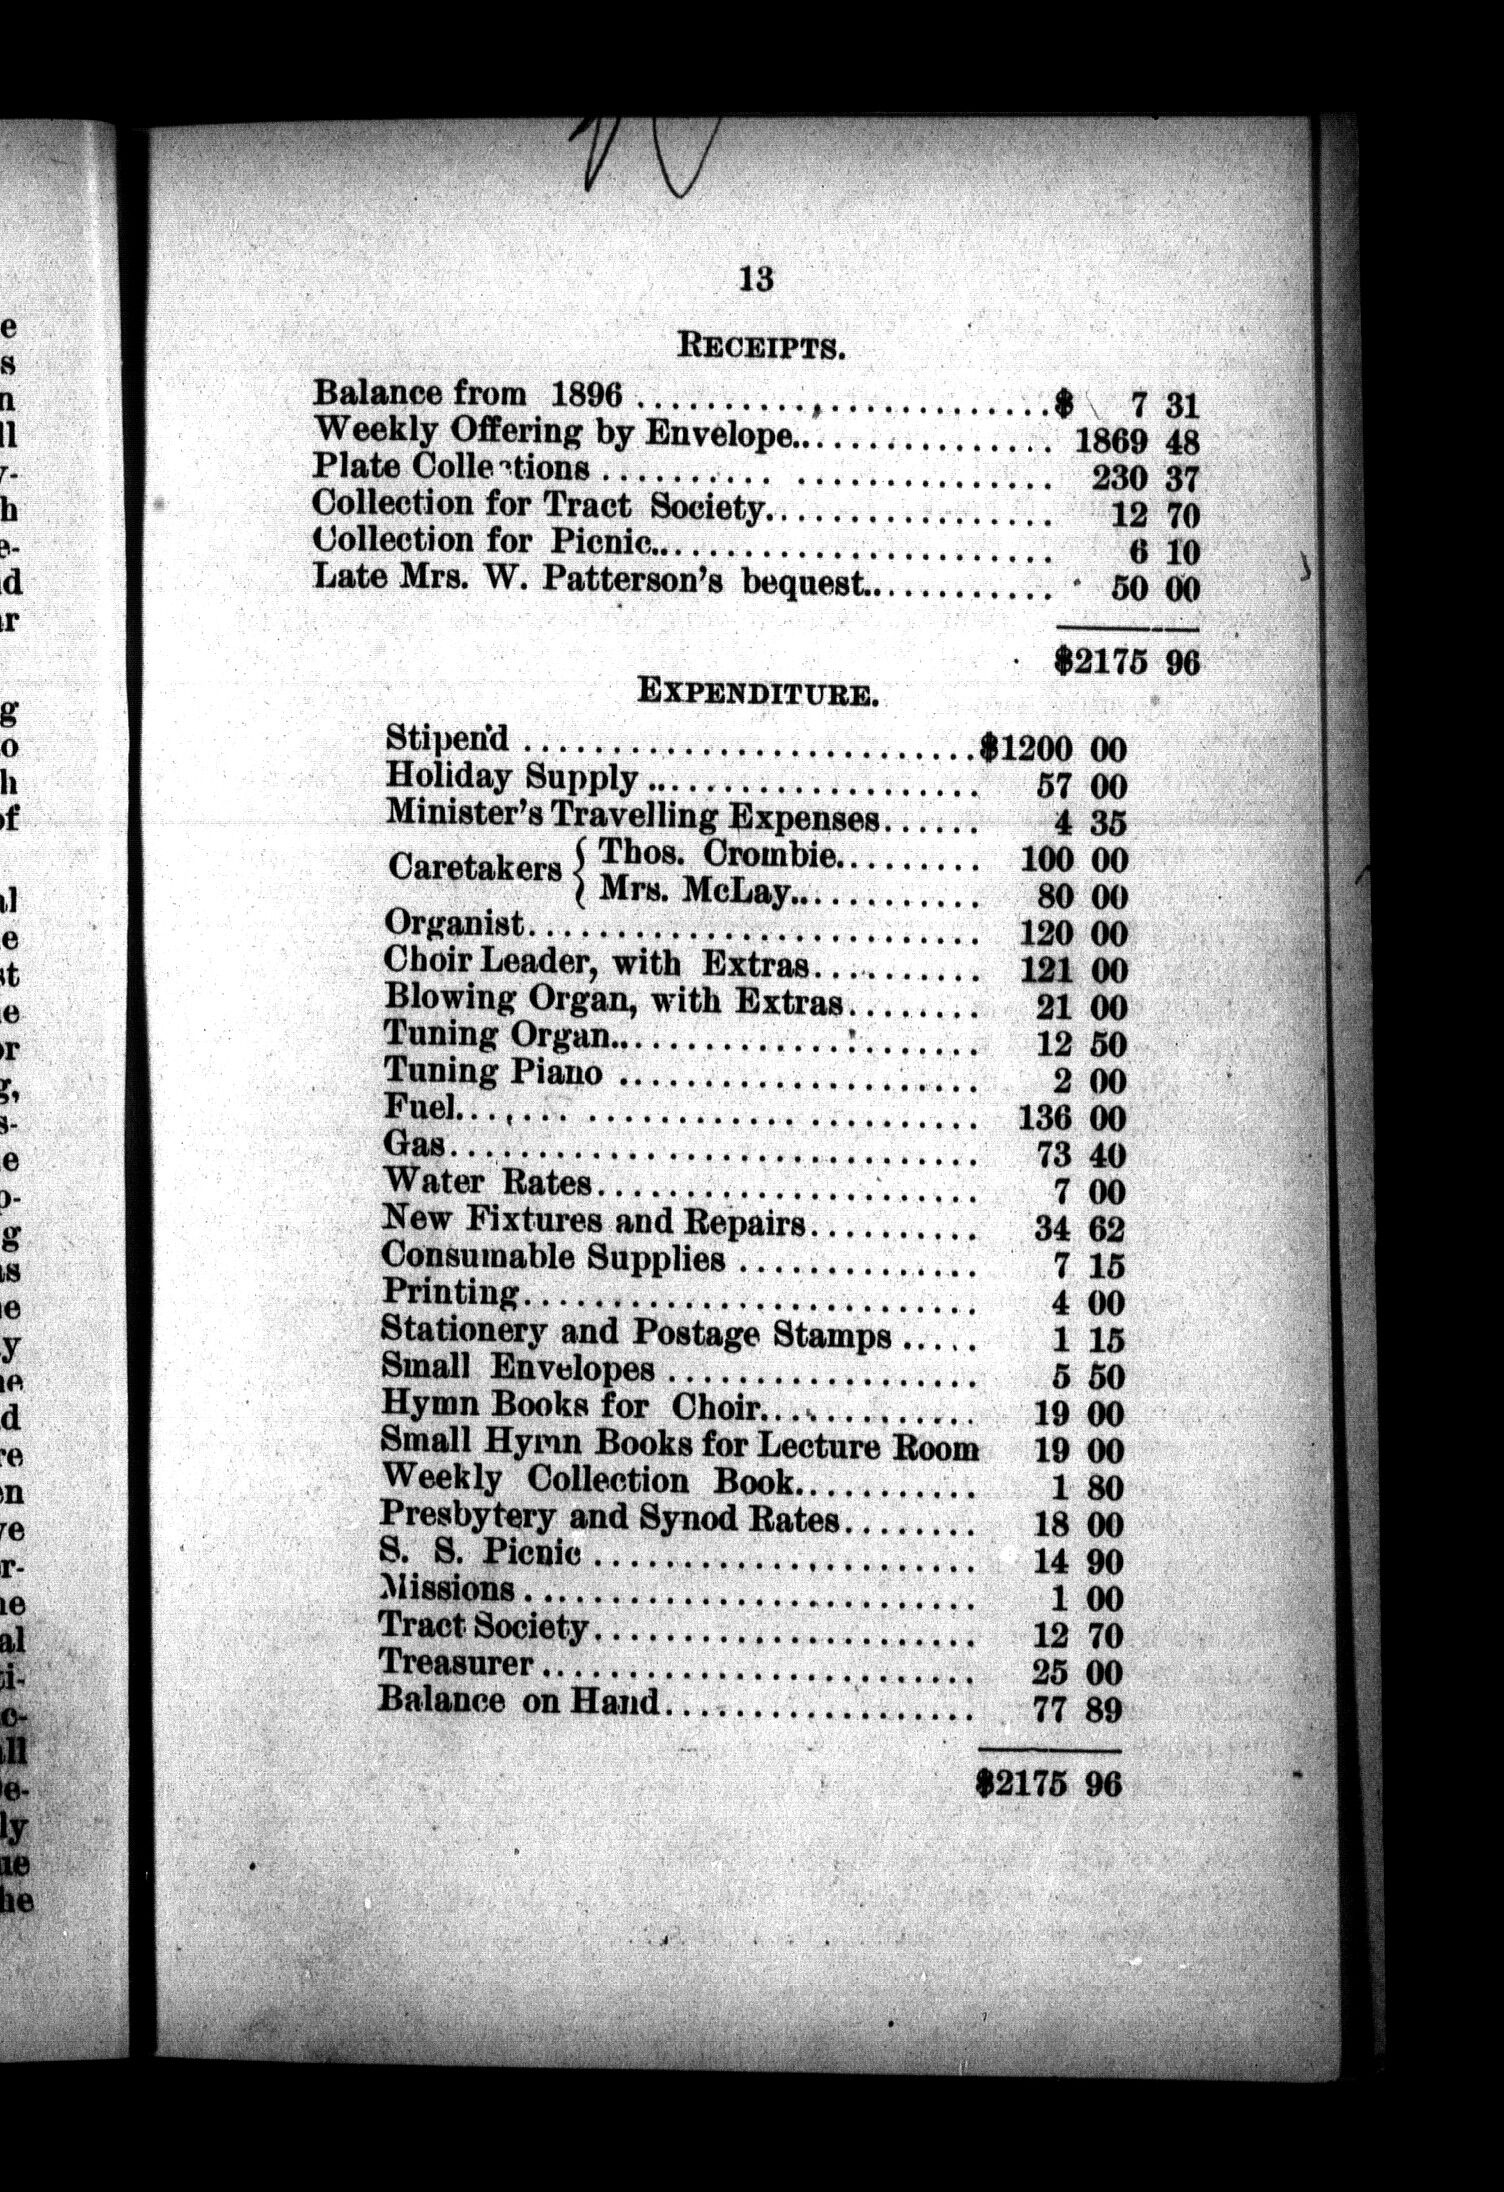 13
RECEIPTS.
Balance from 1896 ........................$ 7 31
Weekly Offering by Envelope................ 1869 48
Plate Collections .......... ............... 230 37
Collection for Tract Society................. 12 70
Collection for Picnic........................ 6 10
Late Mrs. W. Patterson's bequest............ 50 00
$2175 96
EXPENDITURE.
Stipend ..........................$1200 00
Holiday Supply .................... 57 00
Minister's Travelling Expenses...... 4 35
Caretakers { Thos. Crombie......... 100 00
Mrs. McLay............ 80 00
Organist.......................... 120 00
Choir Leader, with Extras.......... 121 00
Blowing Organ, with Extras........ 21 00
Tuning Organ...................... 12 50
Tuning Piano ..................... 2 00
Fuel....... ...................... 136 00
Gas.............................. 73 40
Water Rates...................... 7 00
New Fixtures and Repairs.......... 34 62
Consumable Supplies .............. 7 15
Printing.......................... 4 00
Stationery and Postage Stamps ..... 1 15
Small Envelopes .................. 5 50
Hymn Books for Choir............. 19 00
Small Hymn Books for Lecture Room 19 00
Weekly Collection Book........... 1 80
Presbytery and Synod Rates........ 18 00
S. S. Picnic ...................... 14 90
Missions.......................... 1 00
Tract Society...................... 12 70
Treasurer......................... 25 00
Balance on Hand.................. 77 89
$2175 96